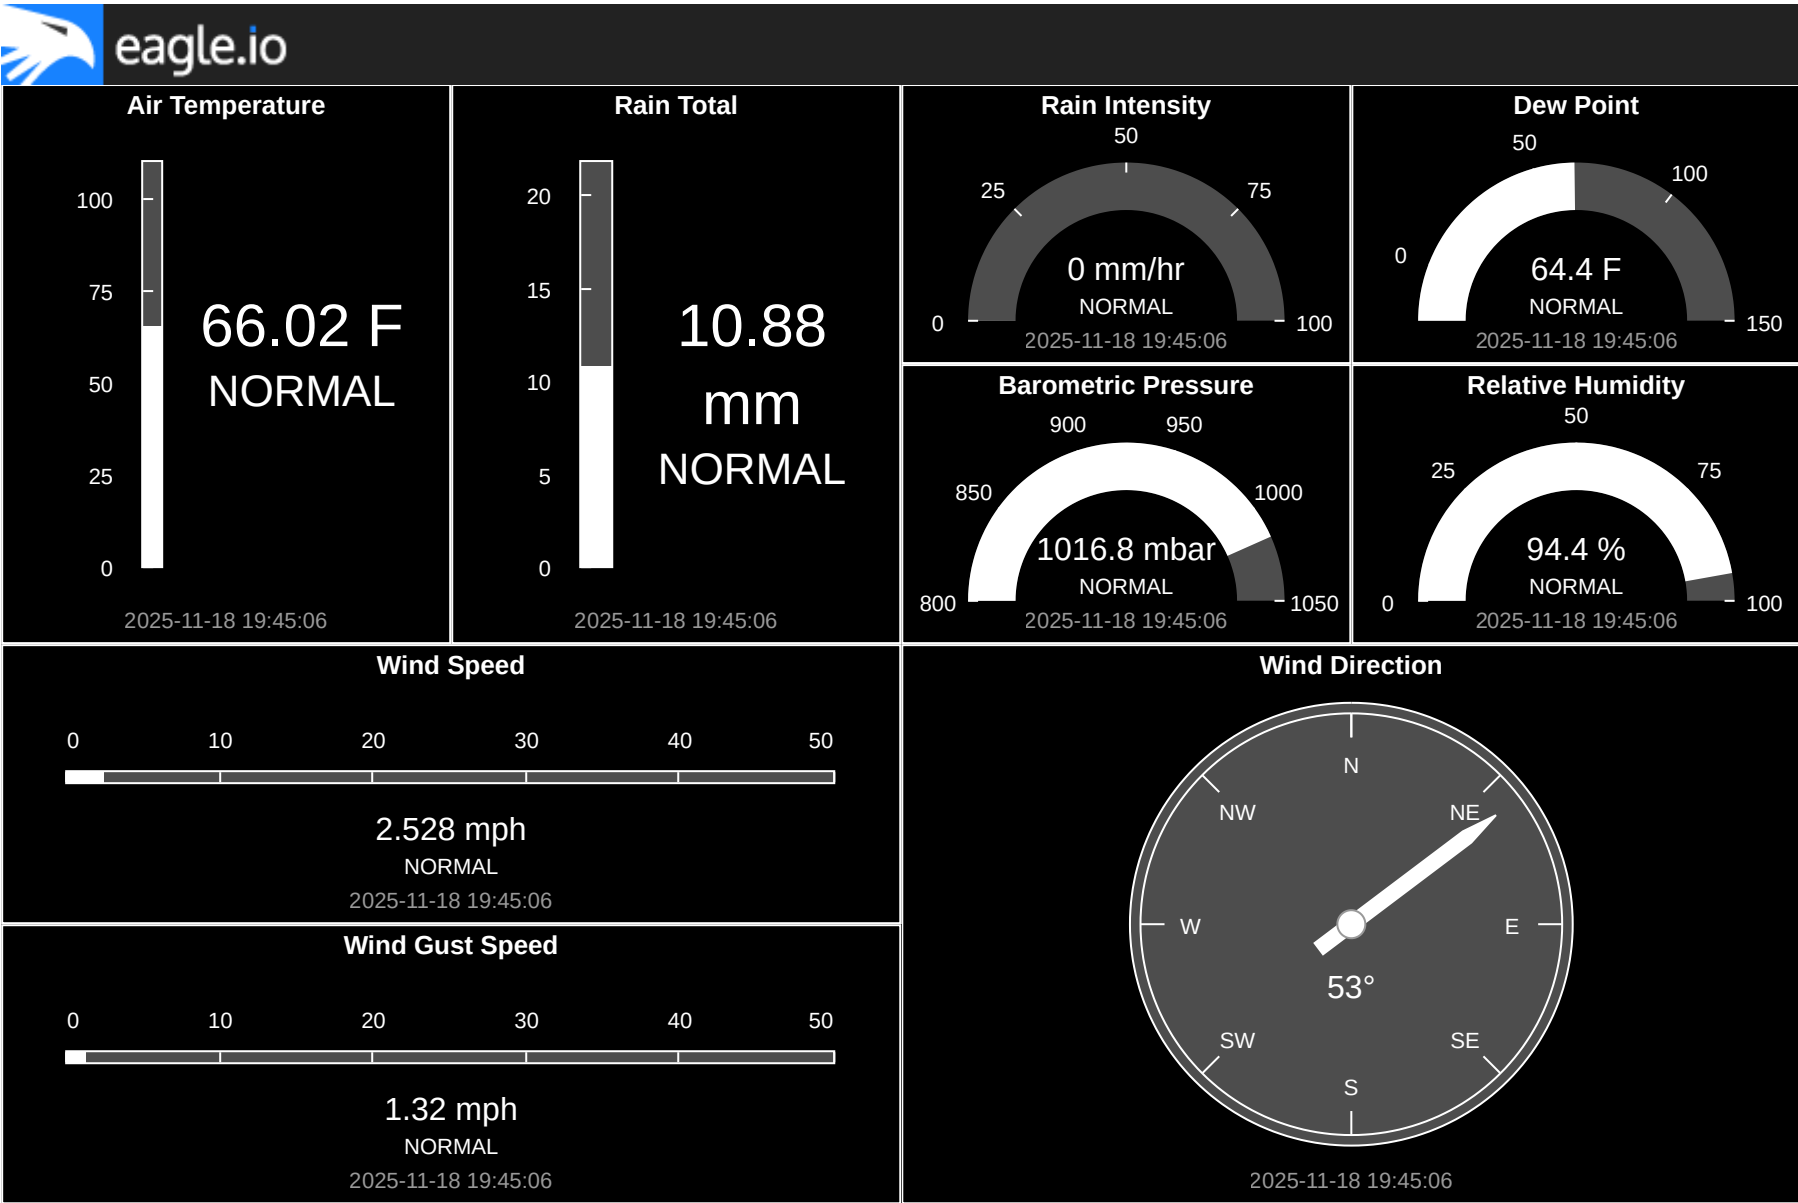 eagle.io
Air Temperature
100
75
50
25
0
66.02 F
NORMAL
2025-11-18 19:45:06
Rain Total
20
15
10
5
0
10.88
mm
NORMAL
2025-11-18 19:45:06
Rain Intensity
0
25
50
75
100
0 mm/hr
NORMAL
2025-11-18 19:45:06
Dew Point
0
50
100
150
64.4 F
NORMAL
2025-11-18 19:45:06
Barometric Pressure
800
850
900
950
1000
1050
1016.8 mbar
NORMAL
2025-11-18 19:45:06
Relative Humidity
0
25
50
75
100
94.4 %
NORMAL
2025-11-18 19:45:06
Wind Speed
0 10 20 30 40 50
2.528 mph
NORMAL
2025-11-18 19:45:06
Wind Gust Speed
0 10 20 30 40 50
1.32 mph
NORMAL
2025-11-18 19:45:06
Wind Direction
N
NW NE
W E
53°
SW SE
S
2025-11-18 19:45:06